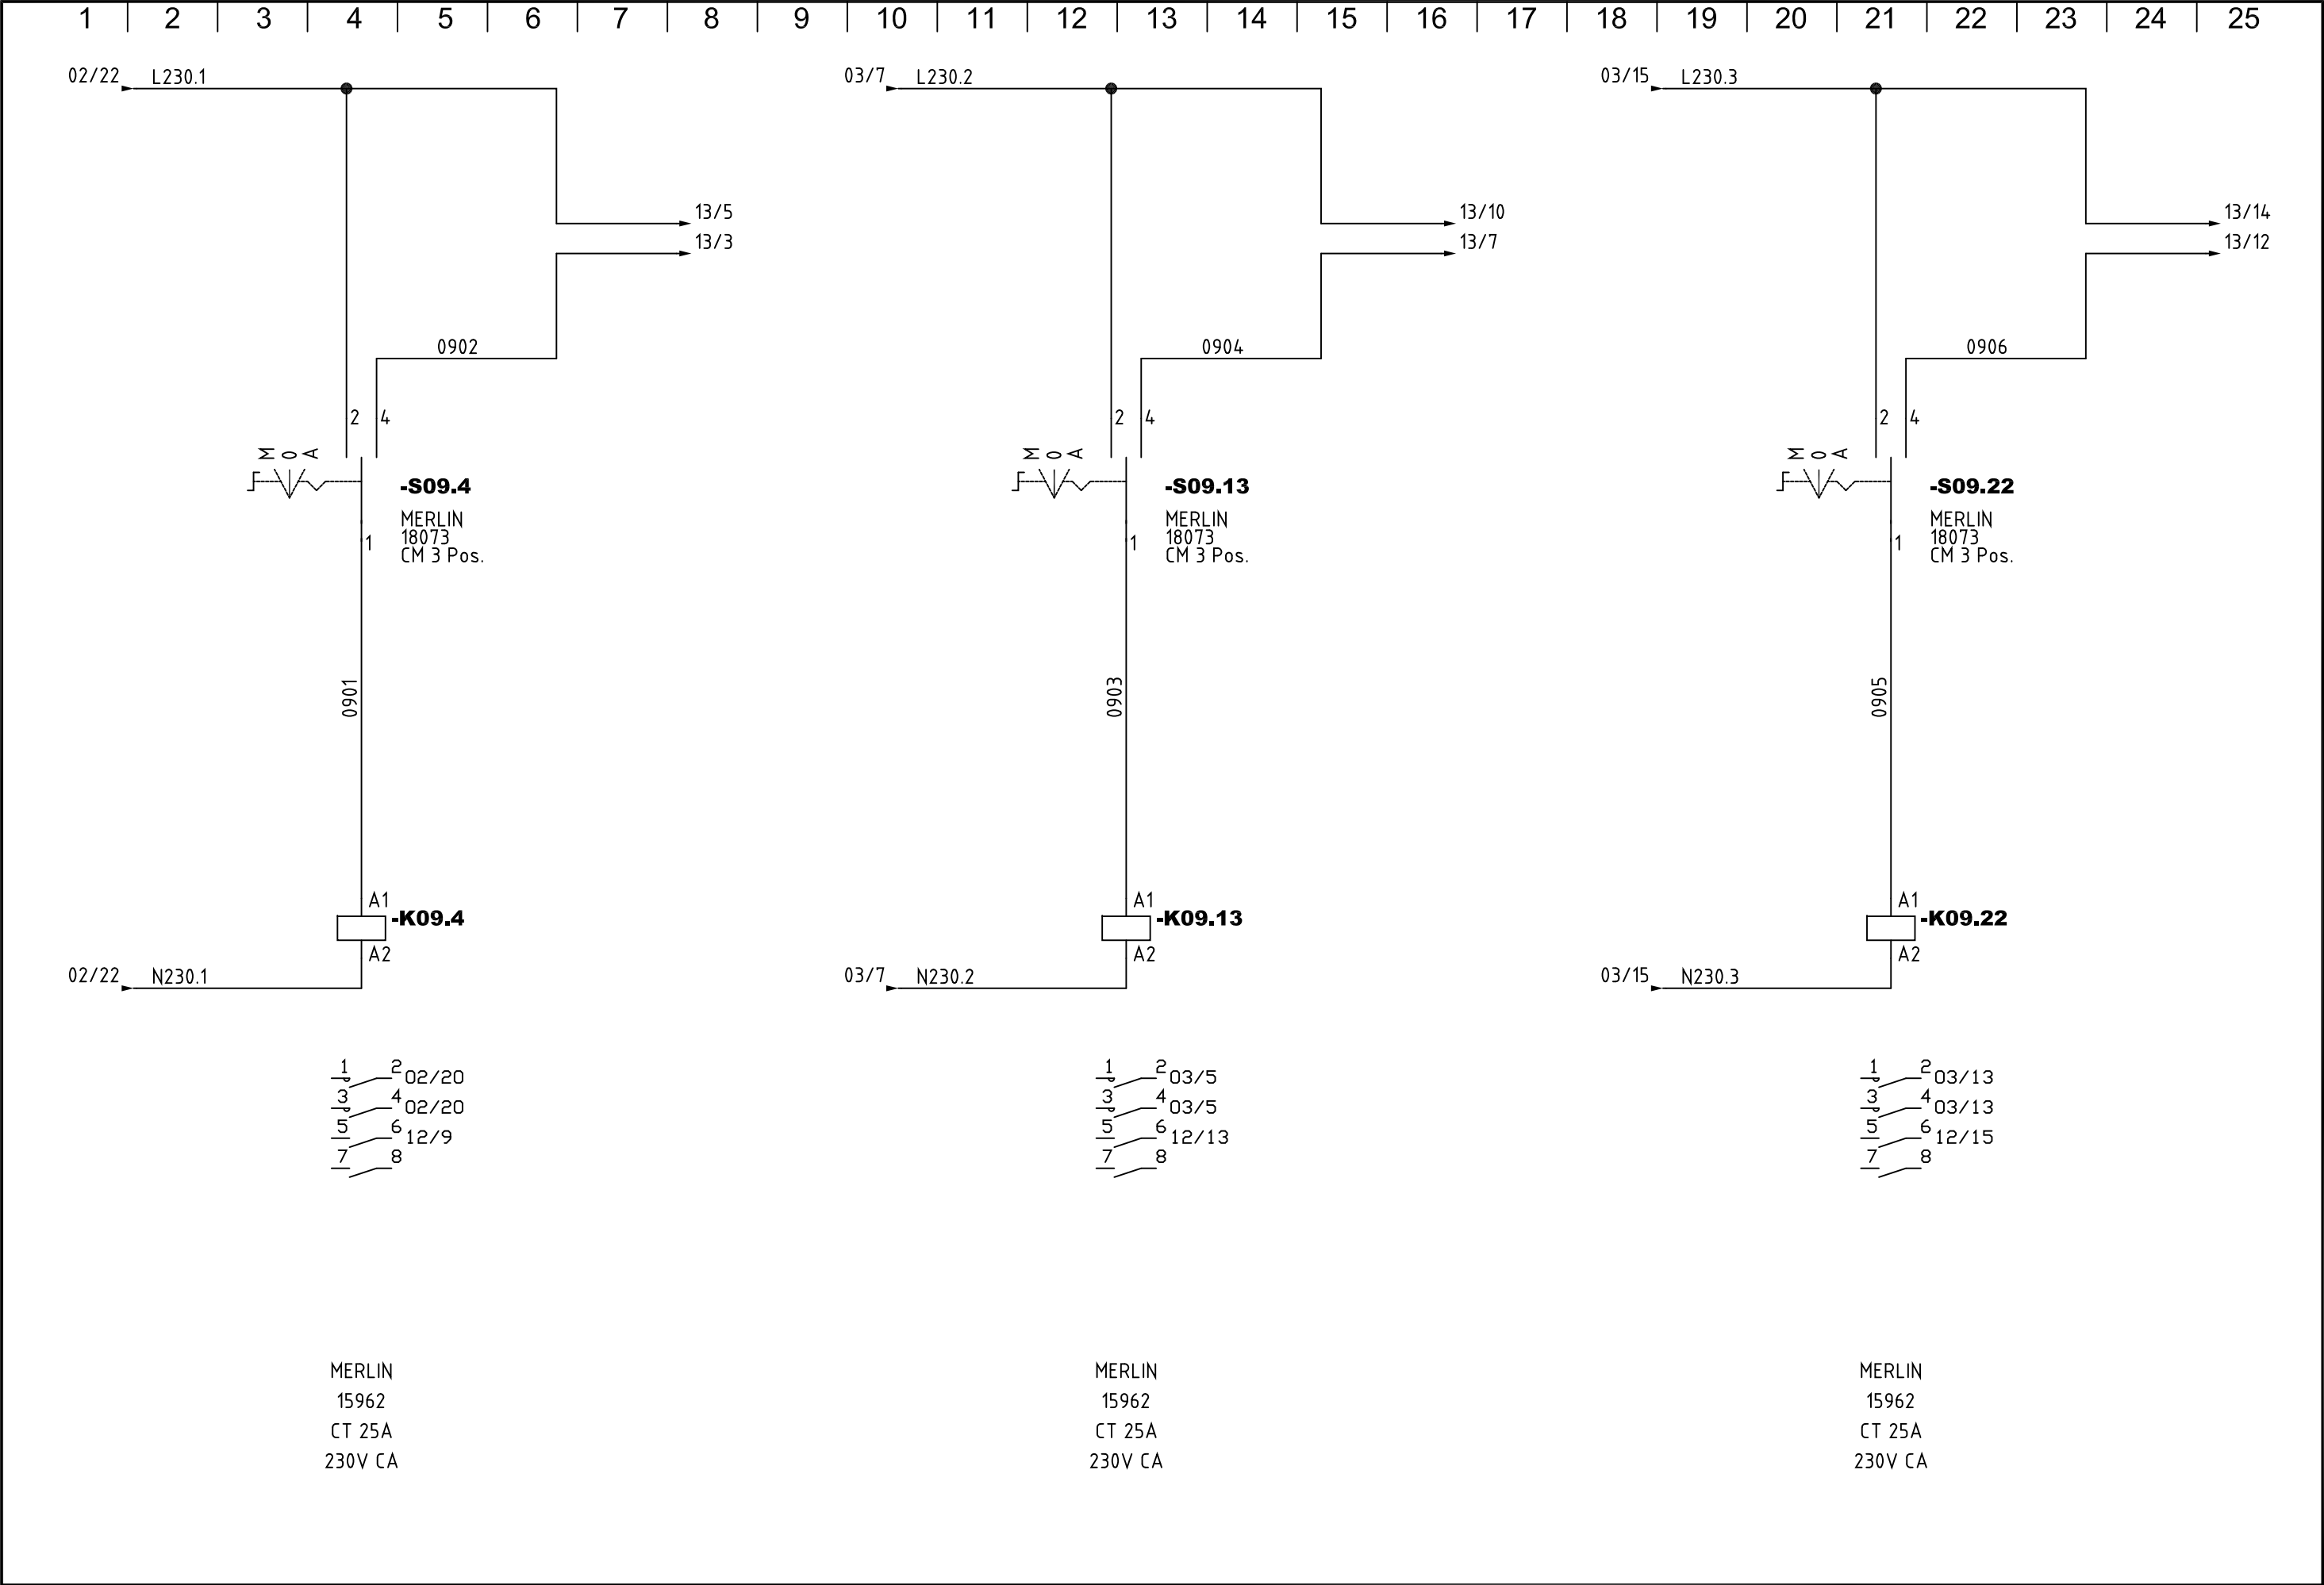 1 2 3 4 5 6 7 8 9 10 11 12 13 14 15 16 17 18 19 20 21 22 23 24 25
02/22 L230.1 03/7 L230.2 03/15 L230.3
13/5 13/10 13/14
13/3 13/7 13/12
0902 0904 0906
2 4 2 4 2 4
M 0 A M 0 A M 0 A
-S09.4 -S09.13 -S09.22
MERLIN MERLIN MERLIN
18073 18073 18073
1 1 1
CM 3 Pos. CM 3 Pos. CM 3 Pos.
0901 0903 0905
A1 A1 A1
-K09.4 -K09.13 -K09.22
A2 A2 A2
02/22 N230.1 03/7 N230.2 03/15 N230.3
1 2 02/20 1 2 03/5 1 2 03/13
3 4 02/20 3 4 03/5 3 4 03/13
5 6 12/9 5 6 12/13 5 6 12/15
7 8 7 8 7 8
MERLIN MERLIN MERLIN
15962 15962 15962
CT 25A CT 25A CT 25A
230V CA 230V CA 230V CA